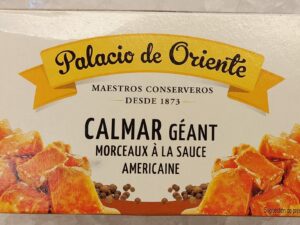 Palacio de Oriente
MAESTROS CONSERVEROS
DESDE 1873
CALMAR GÉANT
MORCEAUX À LA SAUCE
AMERICAINE